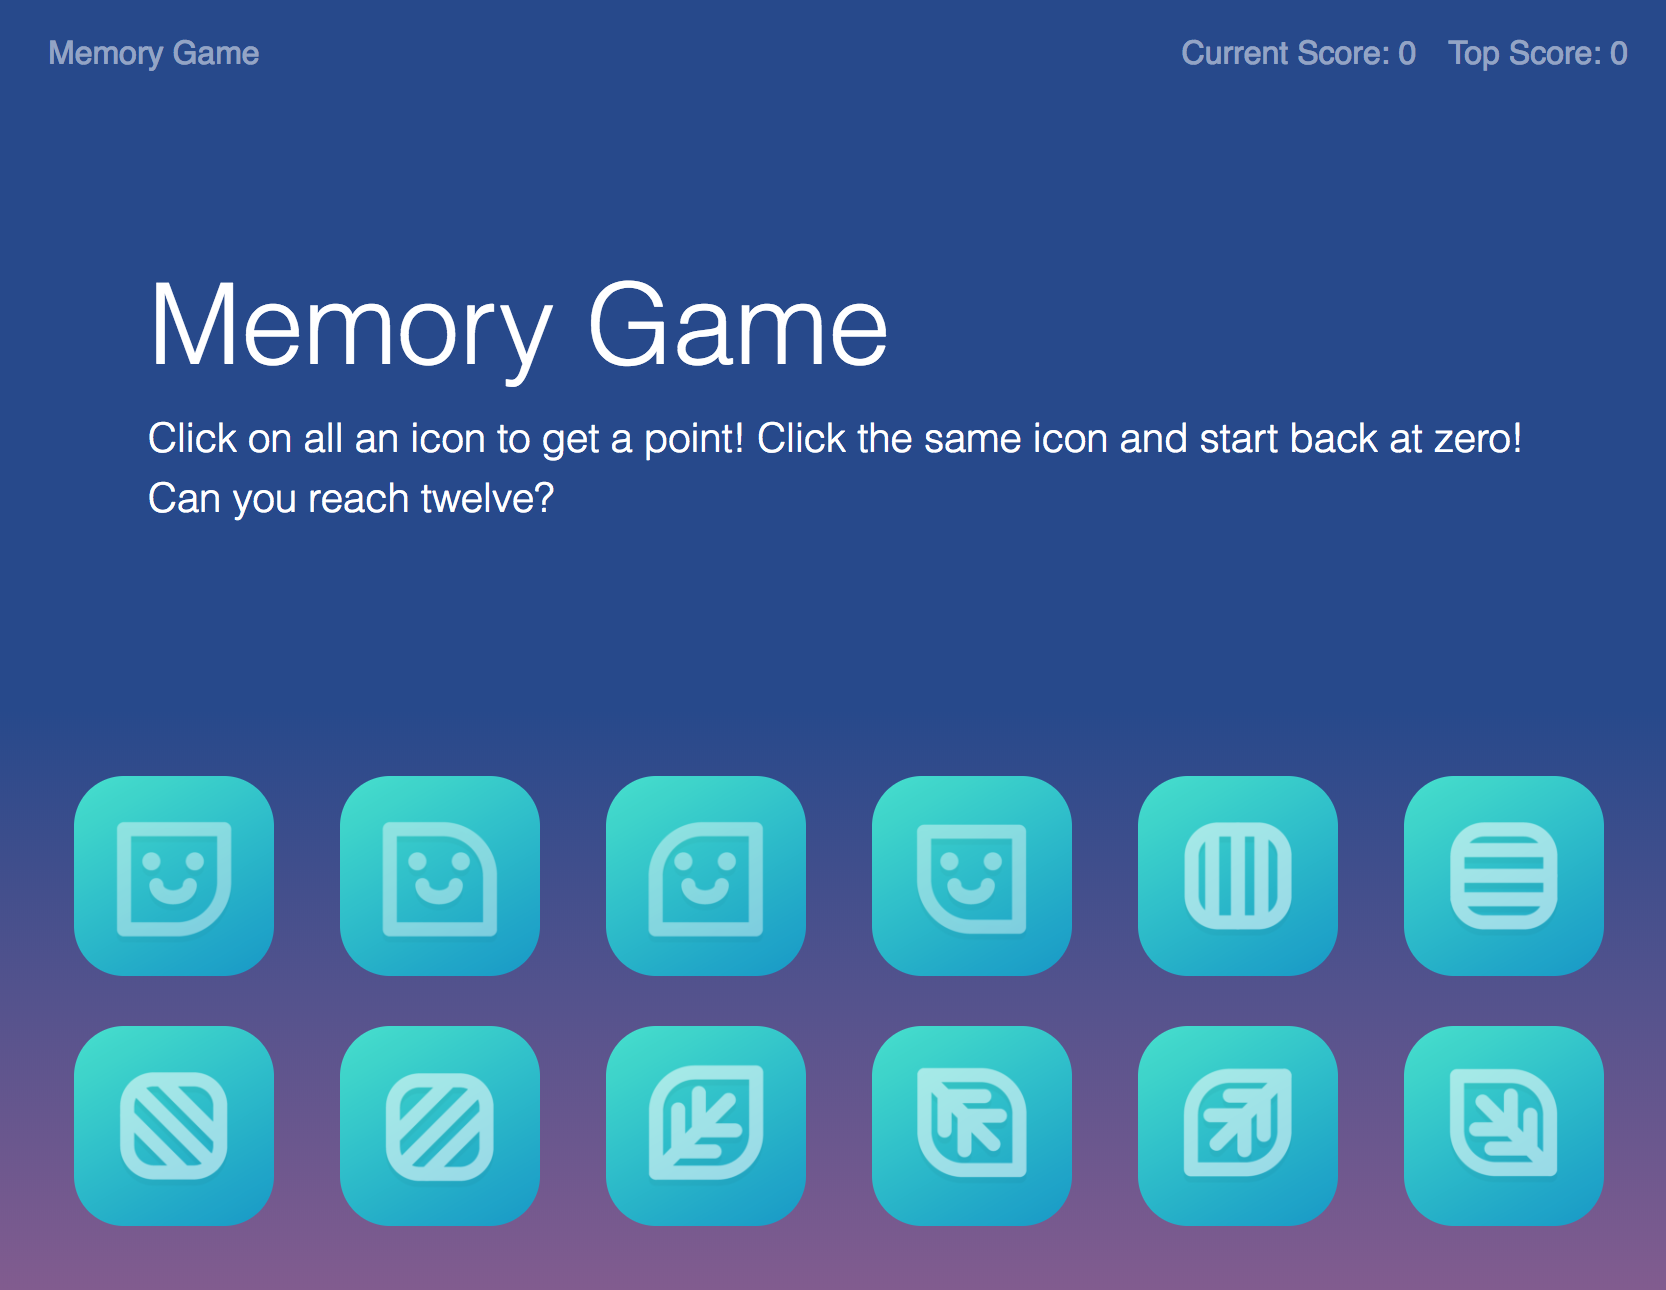 Memory Game
Current Score: 0 Top Score: 0
Memory Game
Click on all an icon to get a point! Click the same icon and start back at zero!
Can you reach twelve?